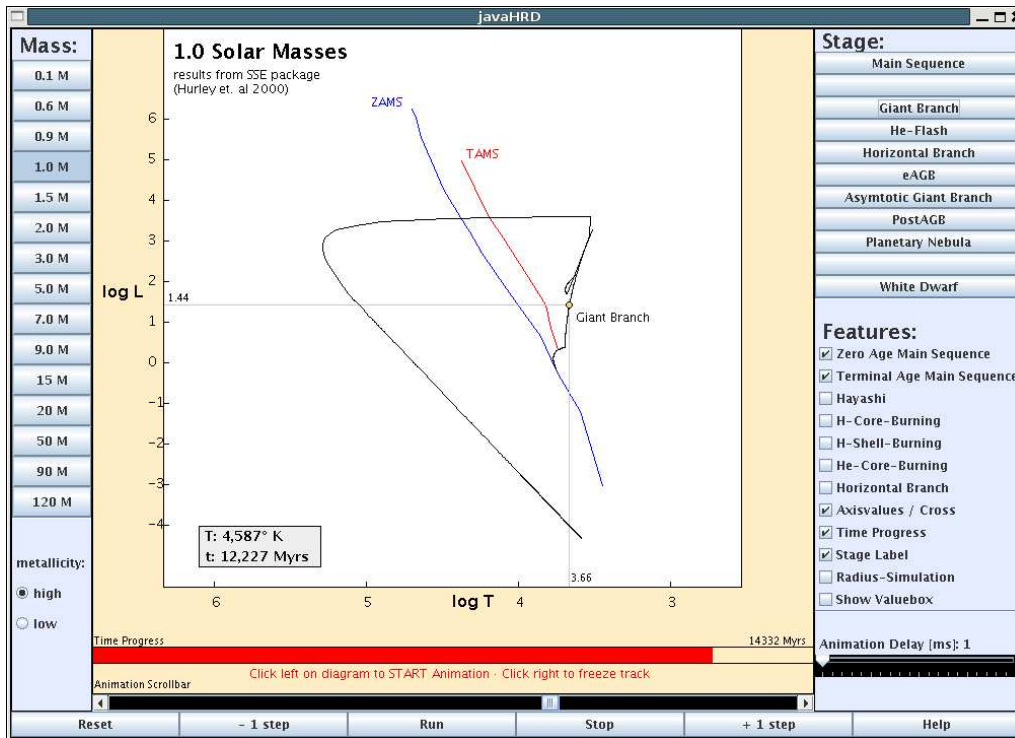 javaHRD
Mass:
0.1 M
0.6 M
0.9 M
1.0 M
1.5 M
2.0 M
3.0 M
5.0 M
7.0 M
9.0 M
15 M
20 M
50 M
90 M
120 M
metallicity:
high
low
1.0 Solar Masses
results from SSE package
(Hurley et. al 2000)
ZAMS
TAMS
6
5
4
3
2
1
0
−1
−2
−3
−4
log L
1.44
Giant Branch
T: 4,587° K
t: 12,227 Myrs
3.66
6
5
4
3
log T
Time Progress
14332 Myrs
Click left on diagram to START Animation - Click right to freeze track
Animation Scrollbar
Stage:
Main Sequence
Giant Branch
He-Flash
Horizontal Branch
eAGB
Asymtotic Giant Branch
PostAGB
Planetary Nebula
White Dwarf
Features:
Zero Age Main Sequence
Terminal Age Main Sequence
Hayashi
H-Core-Burning
H-Shell-Burning
He-Core-Burning
Horizontal Branch
Axisvalues / Cross
Time Progress
Stage Label
Radius-Simulation
Show Valuebox
Animation Delay [ms]: 1
Reset
- 1 step
Run
Stop
+ 1 step
Help